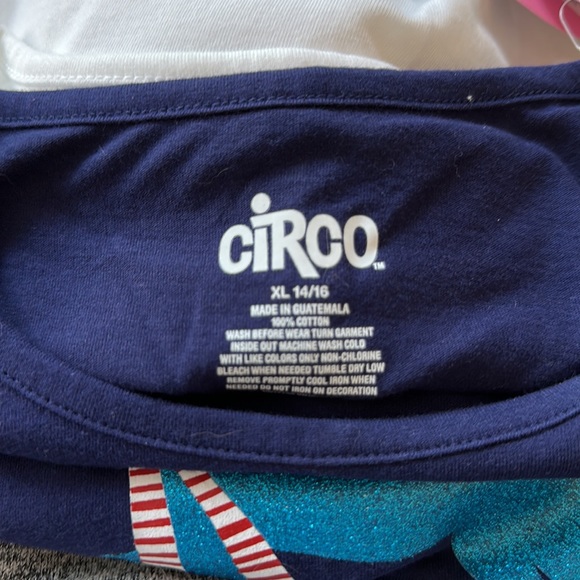 CiRCO TM
XL 14/16
MADE IN GUATEMALA
100% COTTON
WASH BEFORE WEAR TURN GARMENT
INSIDE OUT MACHINE WASH COLD
WITH LIKE COLORS ONLY NON-CHLORINE
BLEACH WHEN NEEDED TUMBLE DRY LOW
REMOVE PROMPTLY COOL IRON WHEN
NEEDED DO NOT IRON ON DECORATION